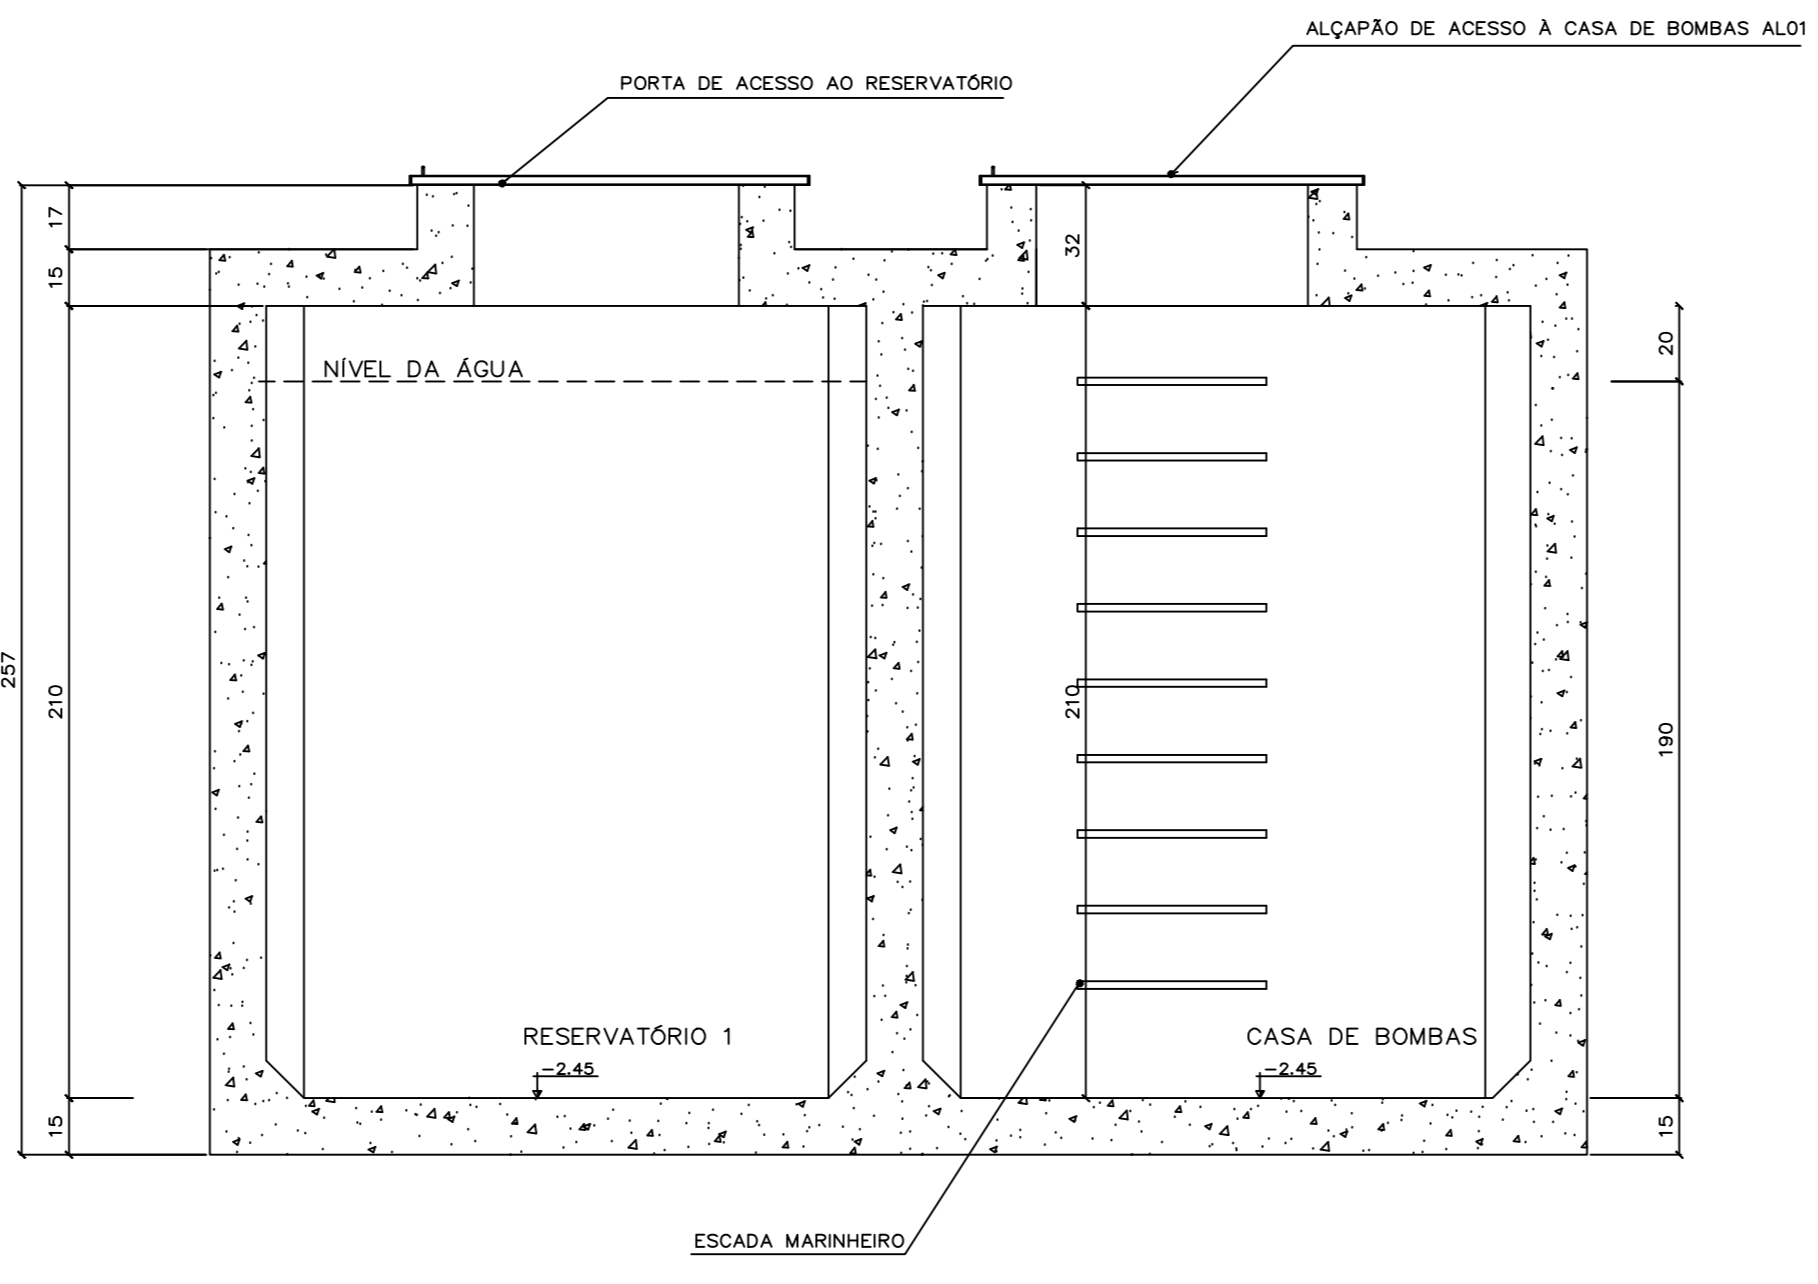 ALÇAPÃO DE ACESSO À CASA DE BOMBAS AL01
PORTA DE ACESSO AO RESERVATÓRIO
17
15
32
20
NÍVEL DA ÁGUA
257
210
210
190
RESERVATÓRIO 1
CASA DE BOMBAS
-2.45
-2.45
15
15
ESCADA MARINHEIRO